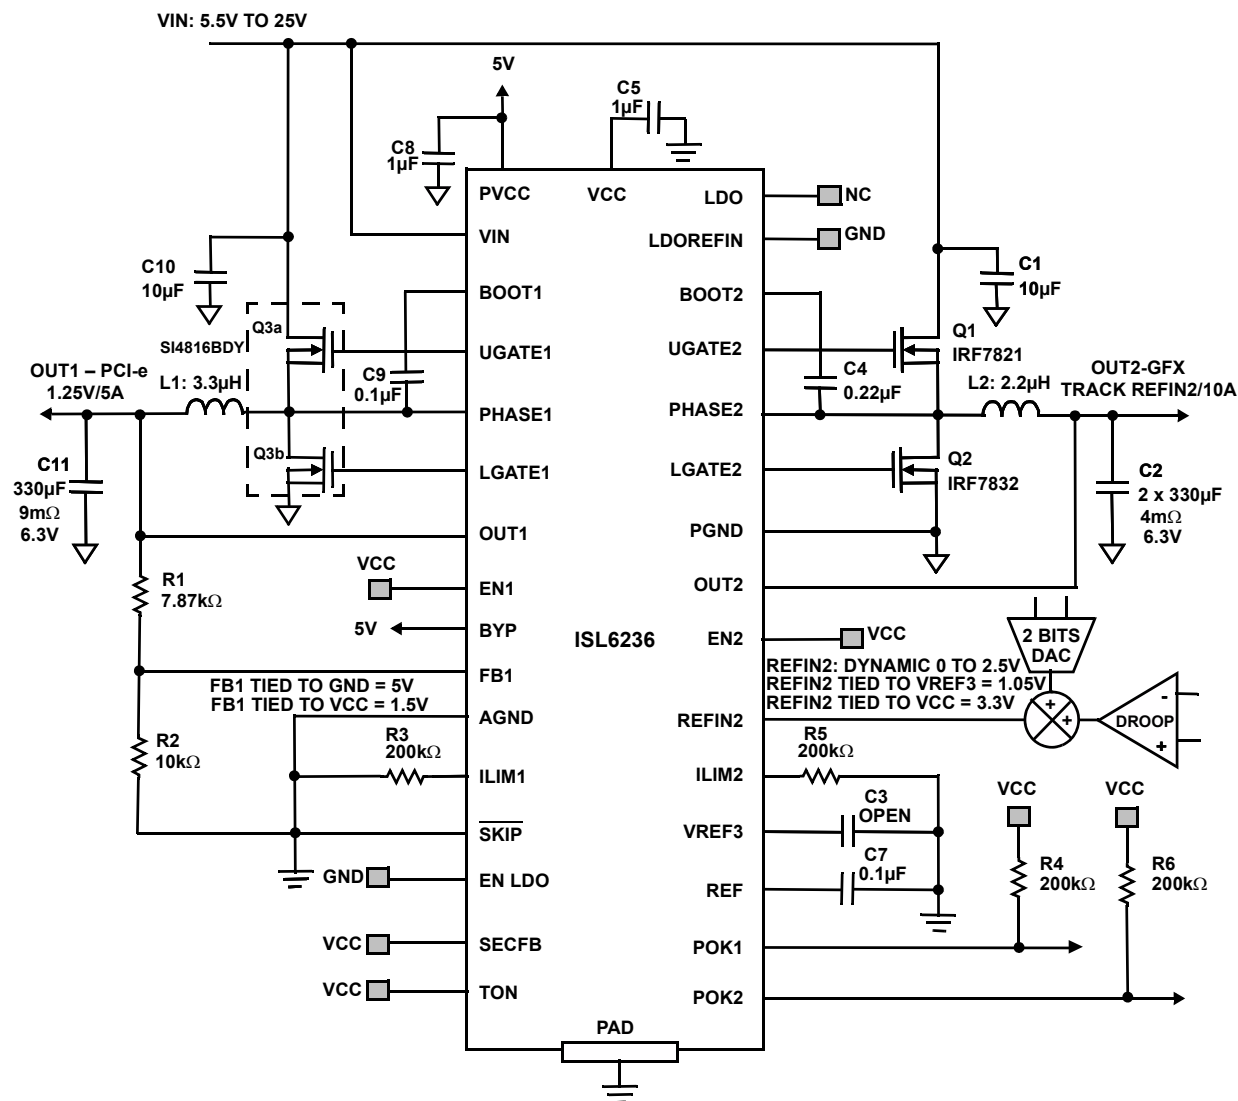 VIN: 5.5V TO 25V
5V
C5
1µF
C8
1µF
PVCC
VCC
LDO
NC
VIN
LDOREFIN
GND
C10
10µF
C1
10µF
BOOT1
BOOT2
Q3a
SI4816BDY
UGATE1
UGATE2
Q1
IRF7821
OUT1 – PCI-e
1.25V/5A
L1: 3.3µH
C9
0.1µF
C4
0.22µF
L2: 2.2µH
OUT2-GFX
TRACK REFIN2/10A
PHASE1
PHASE2
Q3b
LGATE1
LGATE2
Q2
IRF7832
C11
330µF
9mΩ
6.3V
C2
2 x 330µF
4mΩ
6.3V
OUT1
PGND
VCC
EN1
OUT2
R1
7.87kΩ
5V
BYP
ISL6236
EN2
VCC
2 BITS
DAC
FB1
FB1 TIED TO GND = 5V
FB1 TIED TO VCC = 1.5V
REFIN2: DYNAMIC 0 TO 2.5V
REFIN2 TIED TO VREF3 = 1.05V
REFIN2 TIED TO VCC = 3.3V
AGND
REFIN2
+
+
DROOP
-
+
R2
10kΩ
R3
200kΩ
ILIM1
ILIM2
R5
200kΩ
SKIP
VREF3
C3
OPEN
VCC
VCC
GND
EN LDO
REF
C7
0.1µF
R4
200kΩ
R6
200kΩ
VCC
SECFB
POK1
VCC
TON
POK2
PAD